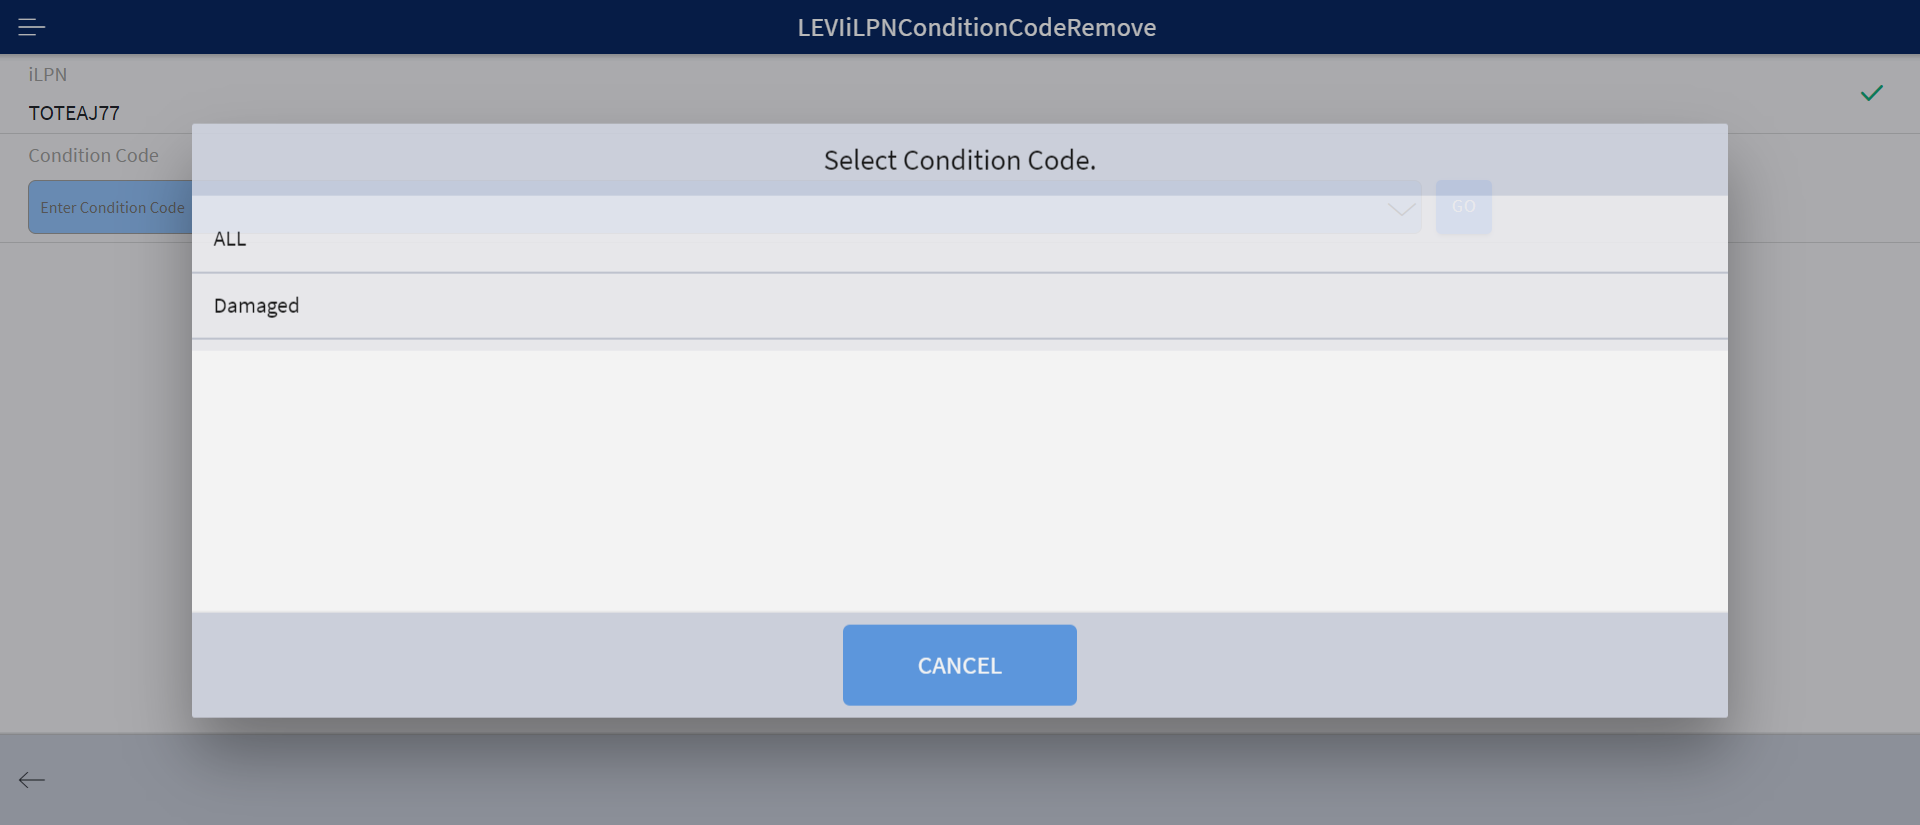 LEVIiLPNConditionCodeRemove
iLPN
TOTEAJ77
Condition Code
Select Condition Code.
Enter Condition Code
GO
ALL
Damaged
CANCEL